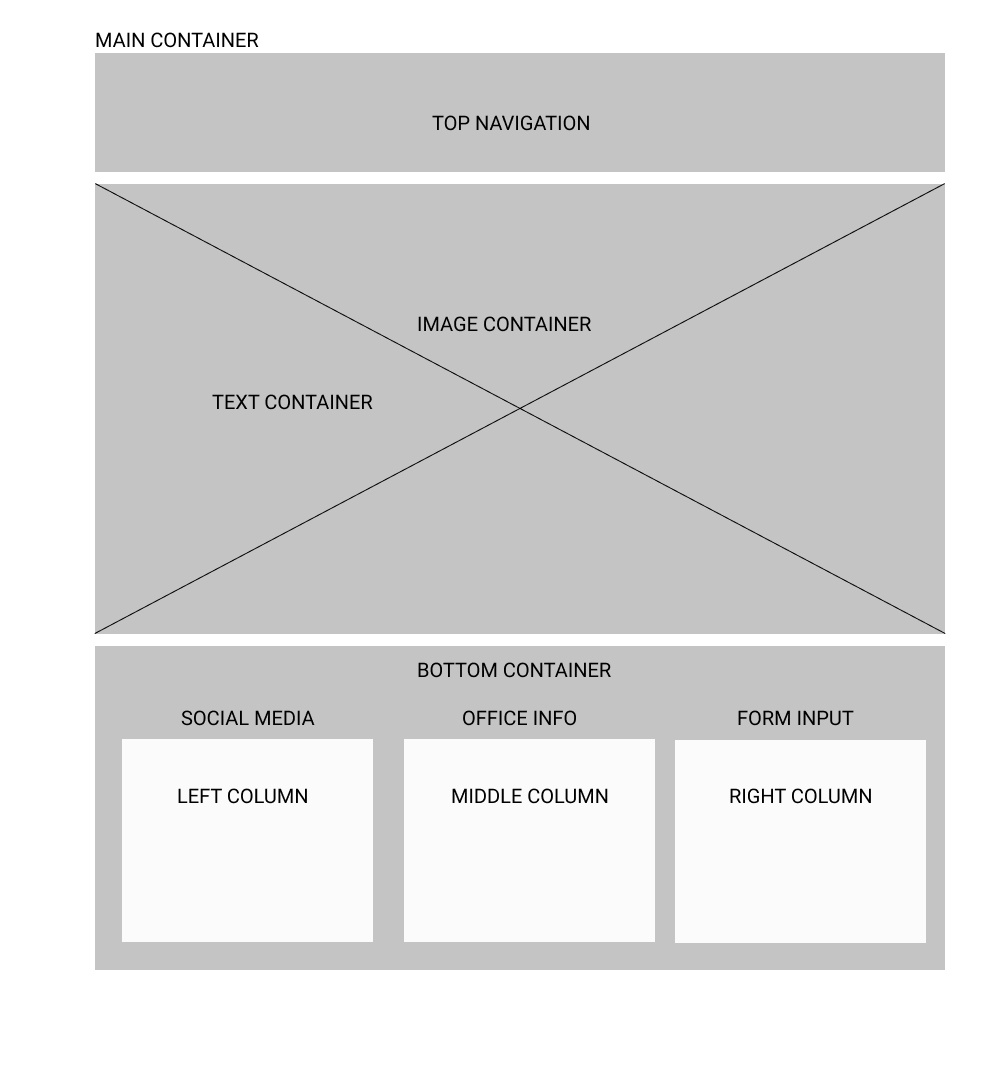 MAIN CONTAINER
TOP NAVIGATION
IMAGE CONTAINER
TEXT CONTAINER
BOTTOM CONTAINER
SOCIAL MEDIA
OFFICE INFO
FORM INPUT
LEFT COLUMN
MIDDLE COLUMN
RIGHT COLUMN